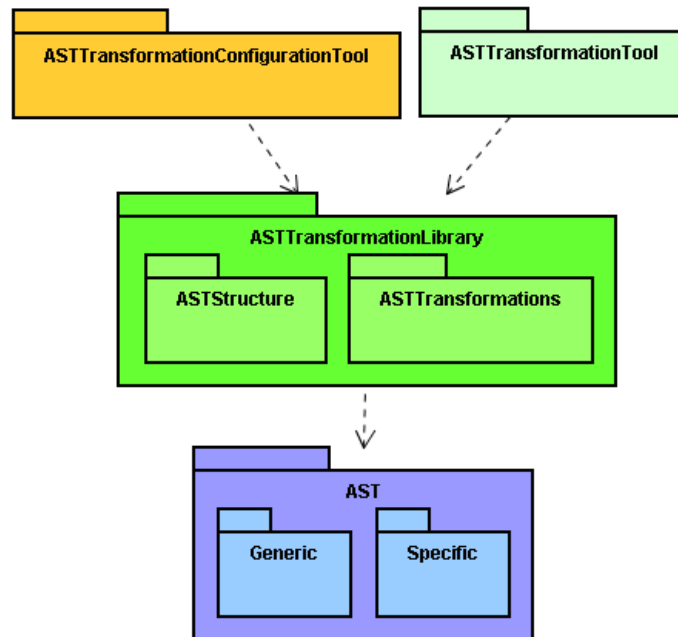 ASTTransformationConfigurationTool
ASTTransformationTool
ASTTransformationLibrary
ASTStructure
ASTTransformations
AST
Generic
Specific